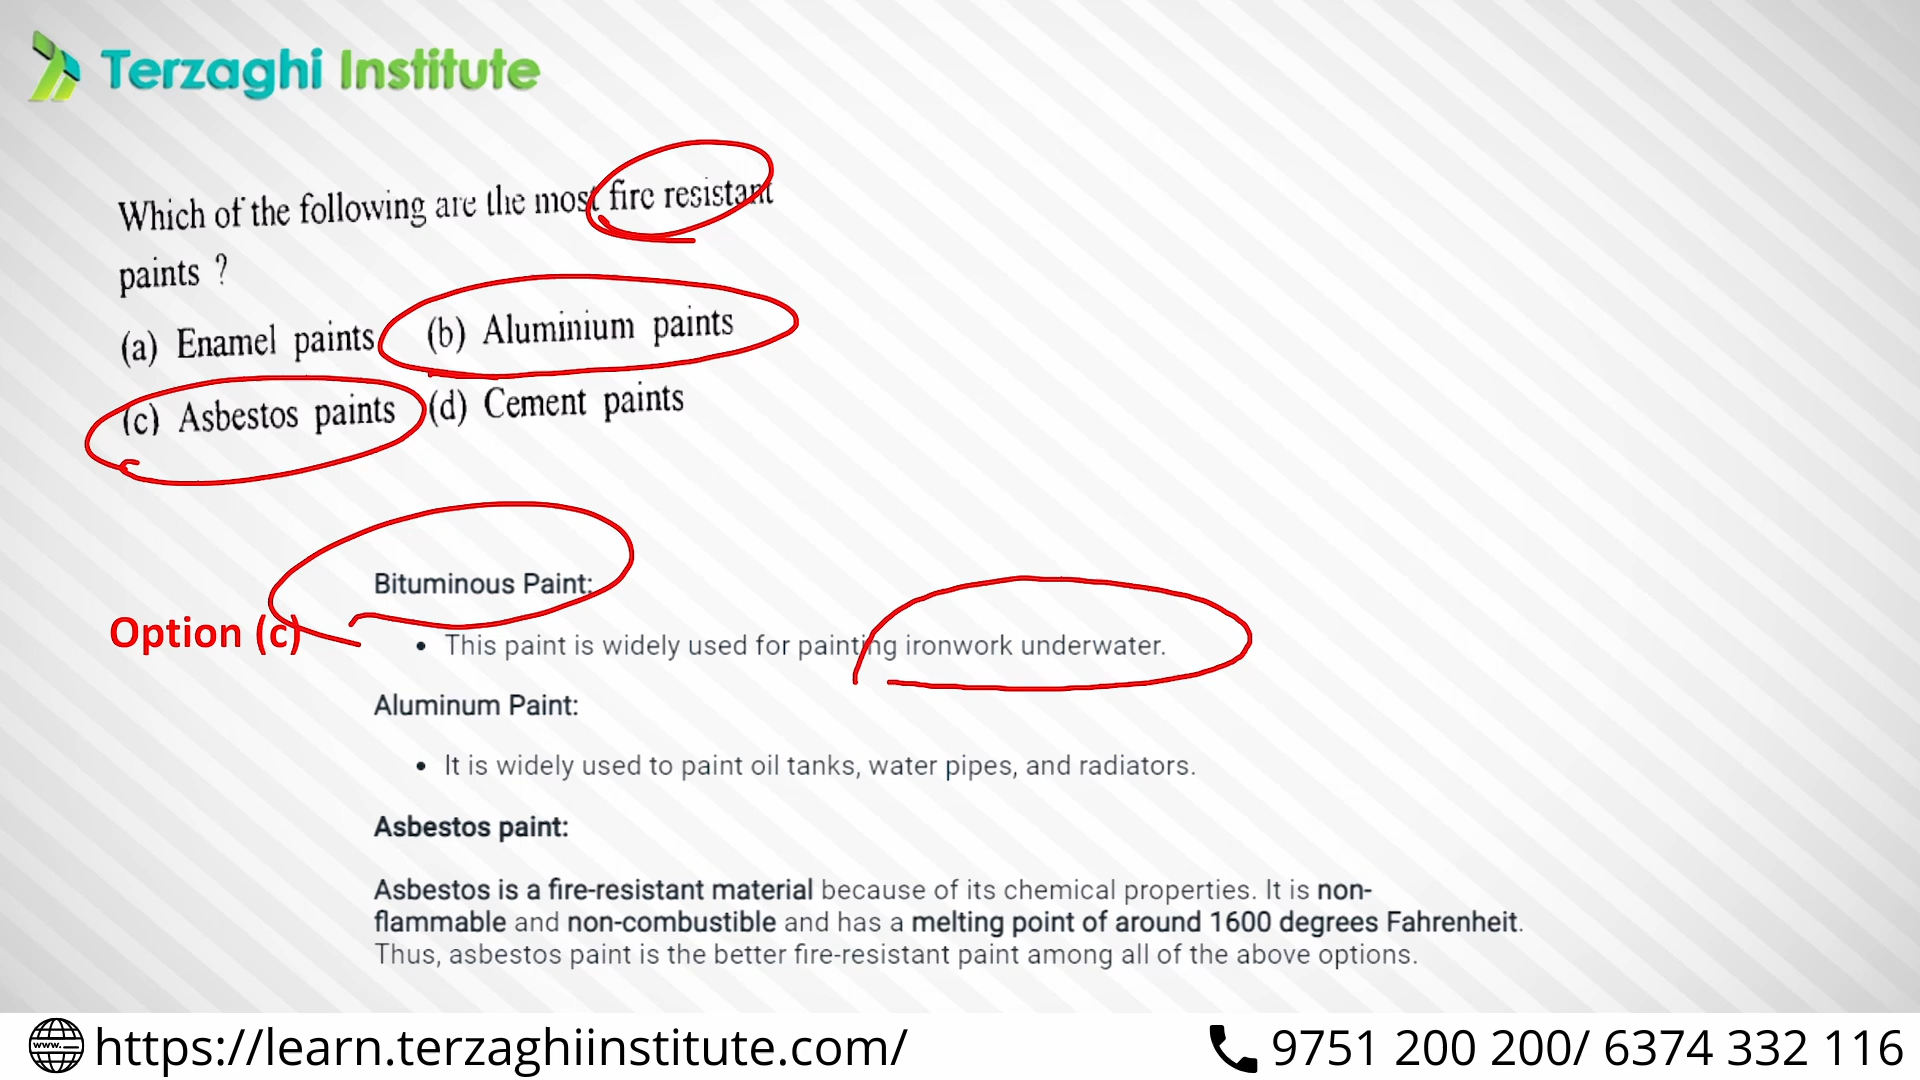 Terzaghi Institute
Which of the following are the most fire resistant
paints ?
(a) Enamel paints (b) Aluminium paints
(c) Asbestos paints (d) Cement paints
Bituminous Paint:
Option (c)
• This paint is widely used for painting ironwork underwater.
Aluminum Paint:
• It is widely used to paint oil tanks, water pipes, and radiators.
Asbestos paint:
Asbestos is a fire-resistant material because of its chemical properties. It is non-
flammable and non-combustible and has a melting point of around 1600 degrees Fahrenheit.
Thus, asbestos paint is the better fire-resistant paint among all of the above options.
www. https://learn.terzaghiinstitute.com/ 9751 200 200/ 6374 332 116